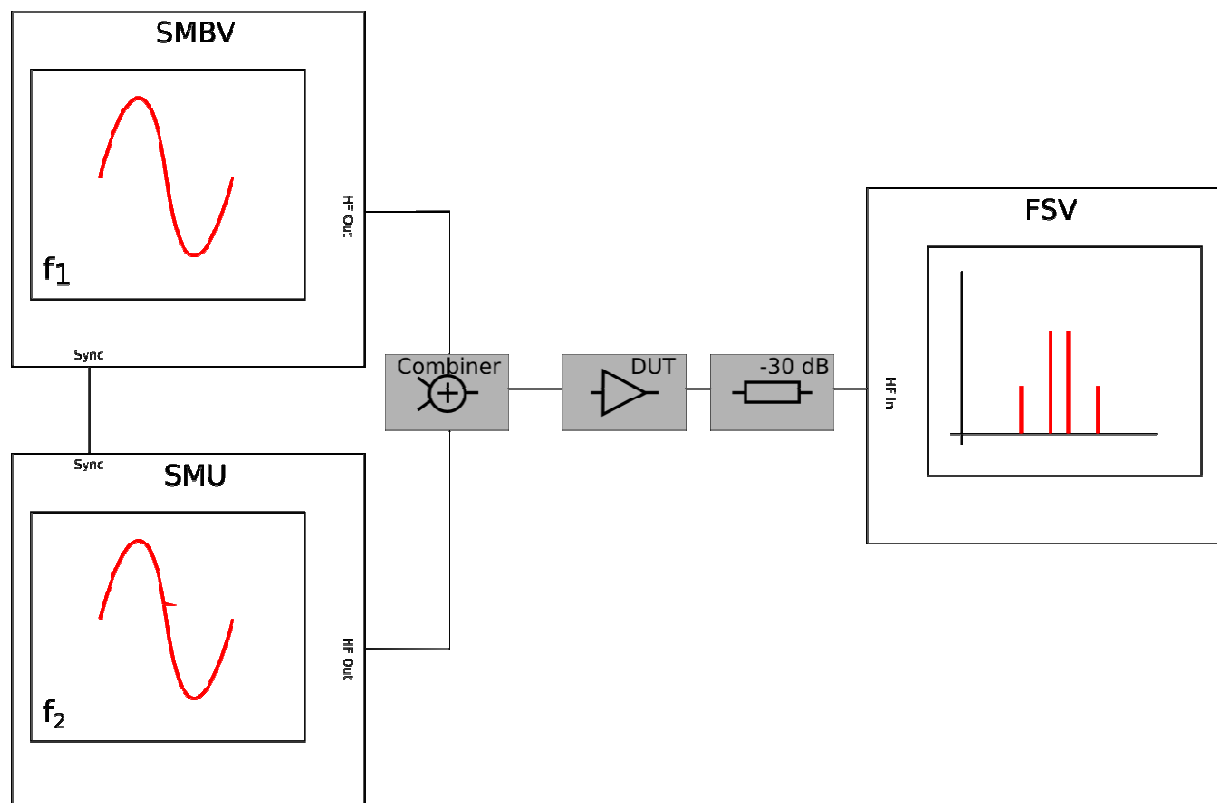 SMBV
HF Out
f1
Sync
Sync
SMU
HF Out
f2
Combiner
DUT
-30 dB
FSV
HF In